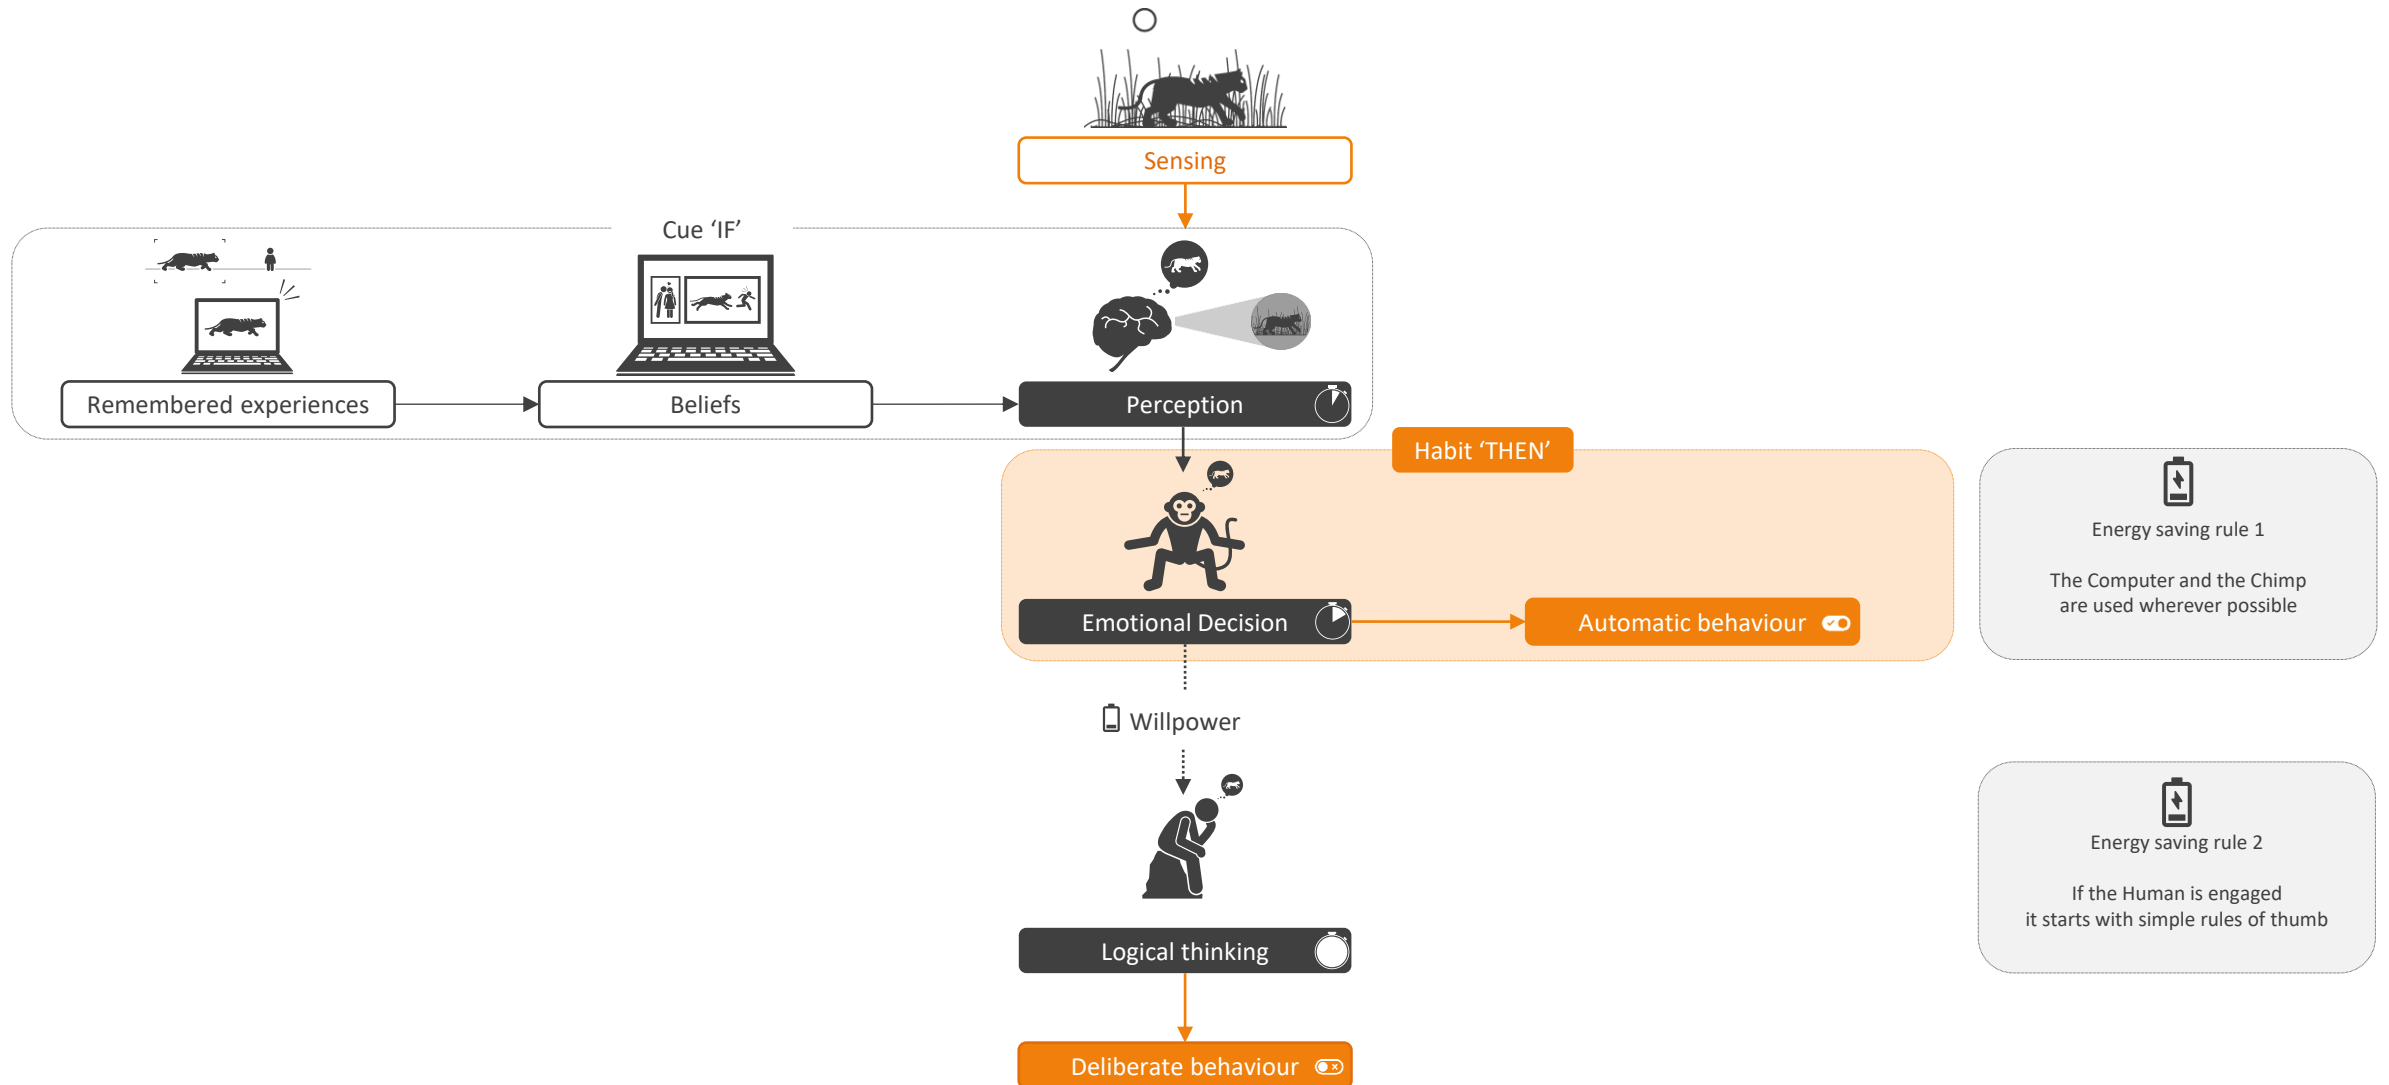 Sensing
Cue ‘IF’
Remembered experiences
Beliefs
Perception
Habit ‘THEN’
Emotional Decision
Automatic behaviour
Energy saving rule 1
The Computer and the Chimp
are used wherever possible
Willpower
Logical thinking
Deliberate behaviour
Energy saving rule 2
If the Human is engaged
it starts with simple rules of thumb